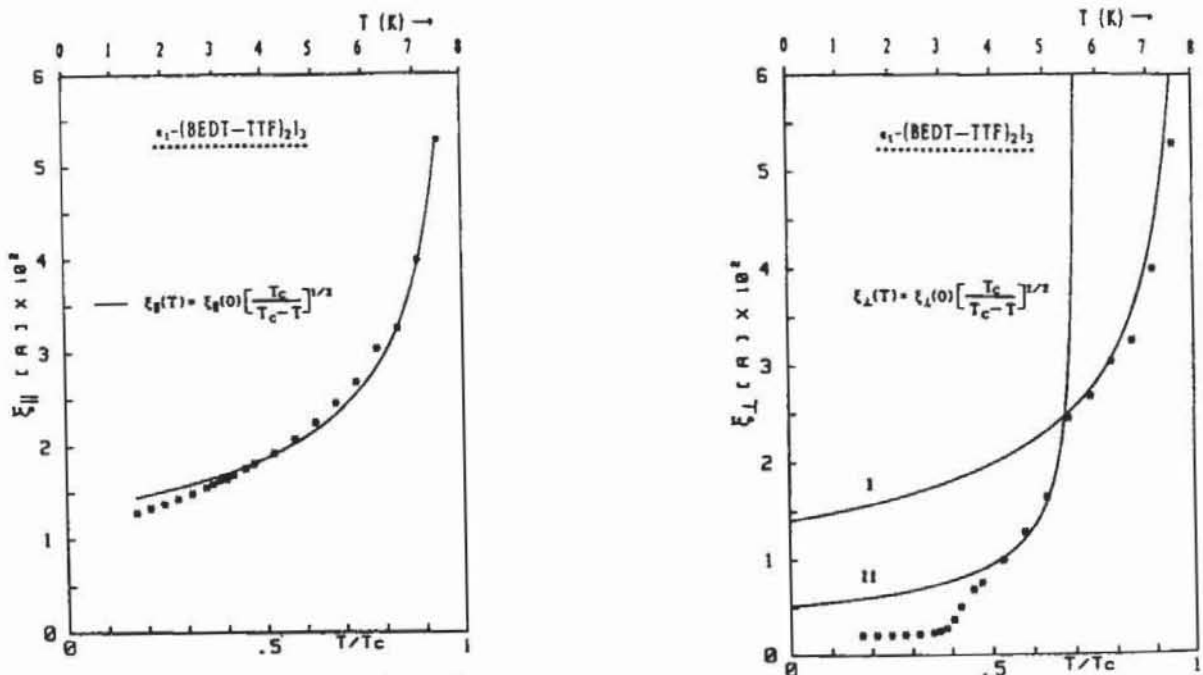 T (K) →
0 1 2 3 4 5 6 7 8
6
5
4
3
2
1
0
ξ∥ [A] X 10²
α₁-(BEDT-TTF)₂I₃
ξ∥(T) = ξ∥(0)[Tc/Tc-T]¹/²
0 .5 T/Tc 1
T (K) →
0 1 2 3 4 5 6 7 8
6
5
4
3
2
1
0
ξ⊥ [A] X 10²
α₁-(BEDT-TTF)₂I₃
ξ⊥(T) = ξ⊥(0)[Tc/Tc-T]¹/²
I
II
0 .5 T/Tc 1